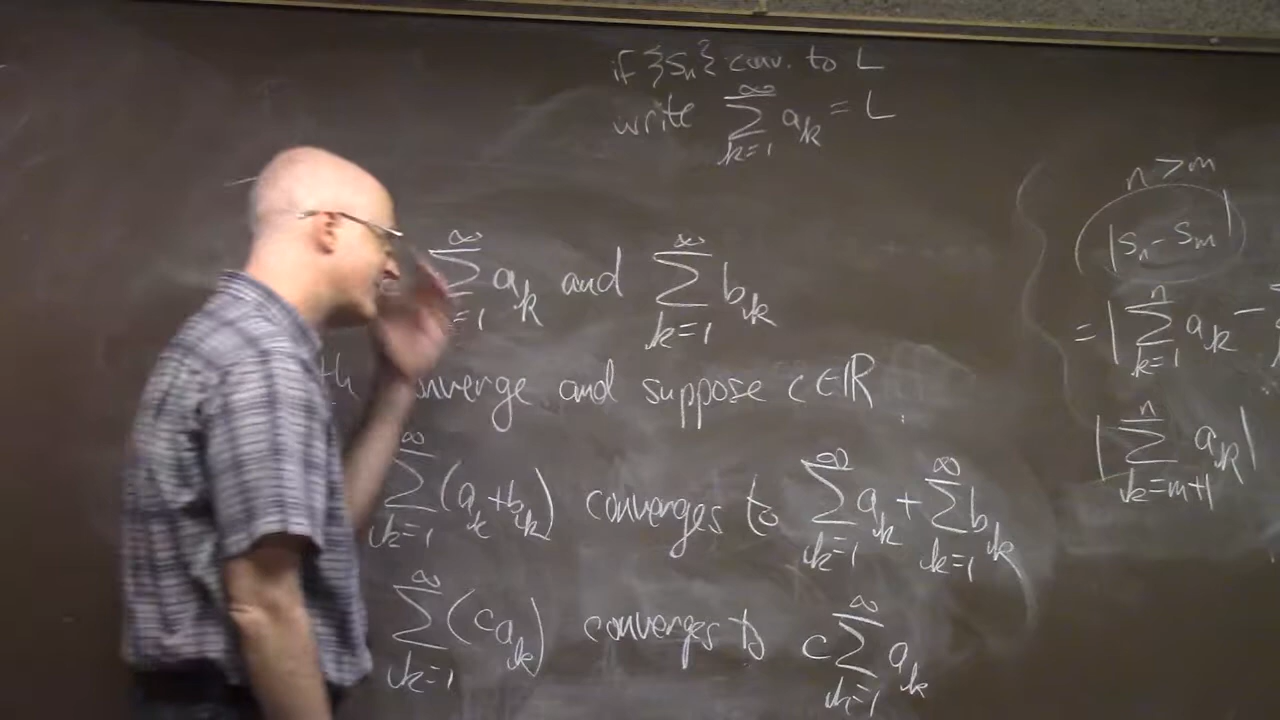 if {Sₙ} conv. to L
write ∑_{k=1}^{∞} a_k = L
∑_{=1}^{∞} a_k and ∑_{k=1}^{∞} b_k
th converge and suppose c∈ℝ
∑_{k=1}^{∞} (a_k + b_k) converges to ∑_{k=1}^{∞} a_k + ∑_{k=1}^{∞} b_k
∑_{k=1}^{∞} (c a_k) converges to c ∑_{k=1}^{∞} a_k
n > m
|Sₙ - Sₘ|
= | ∑_{k=1}^{n} a_k -
| ∑_{k=m+1}^{n} a_k |